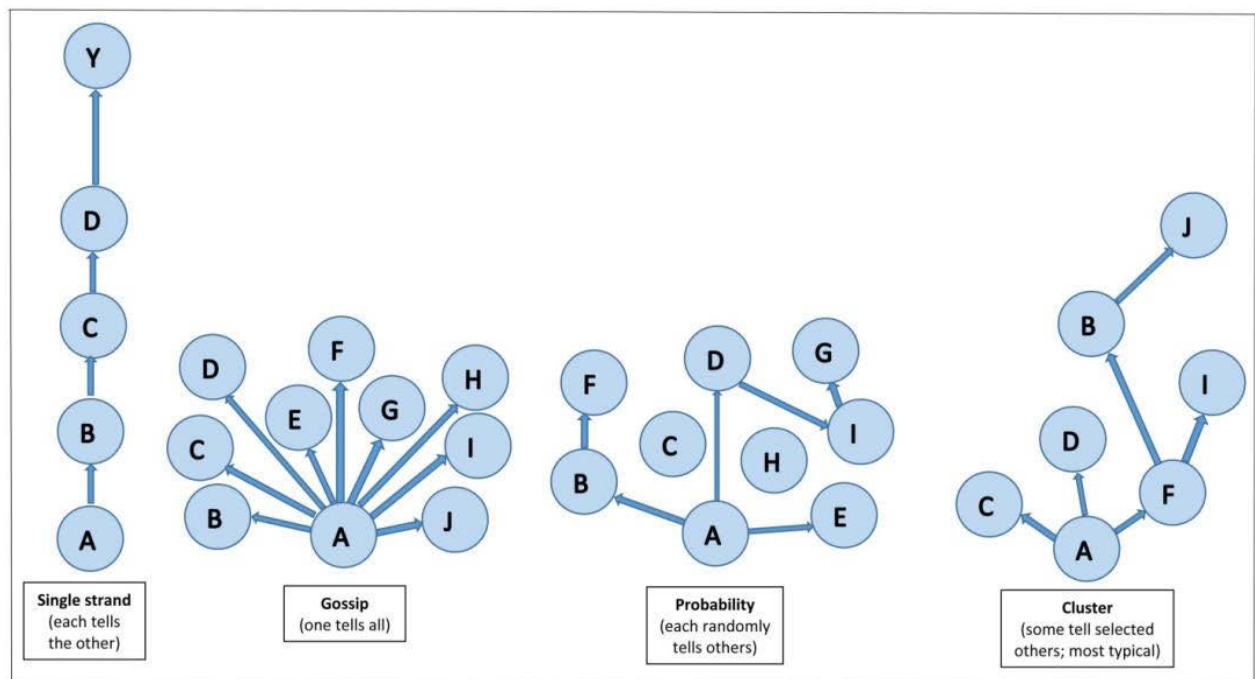 Y
D
C
B
A
Single strand
(each tells
the other)
F
D
H
G
E
I
C
B
J
A
Gossip
(one tells all)
G
D
F
I
C
H
B
E
A
Probability
(each randomly
tells others)
J
B
I
D
F
C
A
Cluster
(some tell selected
others; most typical)